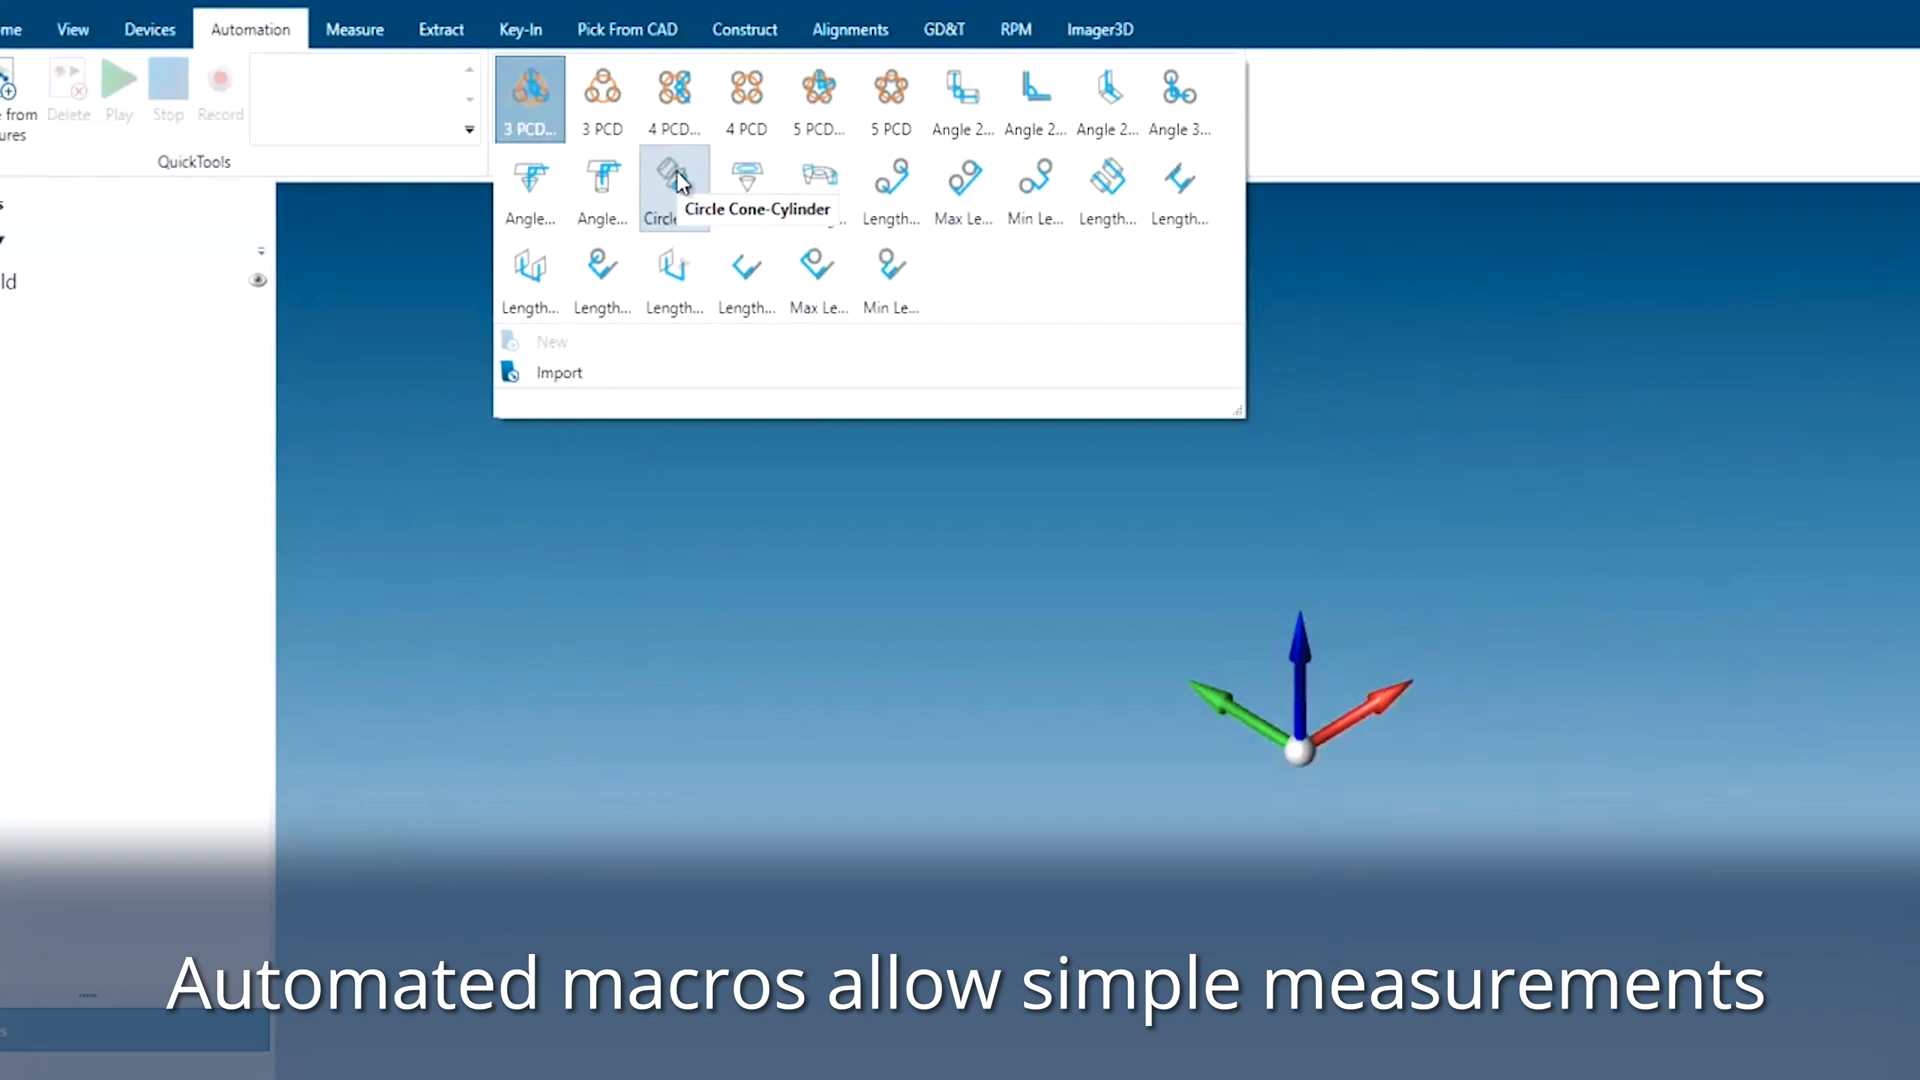 me View Devices Automation Measure Extract Key-In Pick From CAD Construct Alignments GD&T RPM Imager3D
from Delete Play Stop Record
ures
QuickTools
3 PCD... 3 PCD 4 PCD... 4 PCD 5 PCD... 5 PCD Angle 2... Angle 2... Angle 2... Angle 3...
Angle... Angle... Circle Length... Max Le... Min Le... Length... Length...
Circle Cone-Cylinder
Length... Length... Length... Length... Max Le... Min Le...
New
Import
s
ld
Automated macros allow simple measurements
s